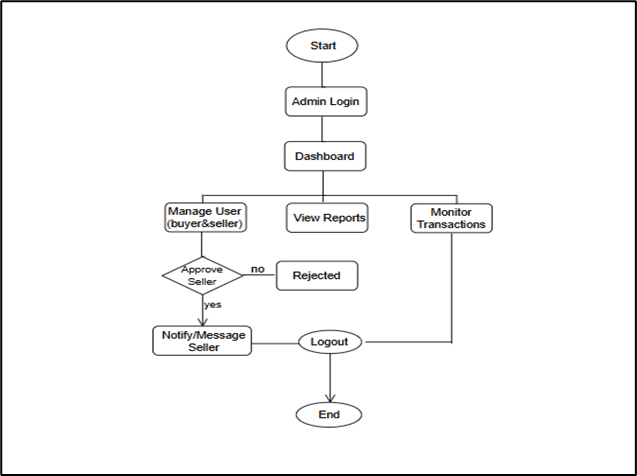 Start
Admin Login
Dashboard
Manage User
(buyer&seller)
View Reports
Monitor
Transactions
Approve
Seller
no
Rejected
yes
Notify/Message
Seller
Logout
End